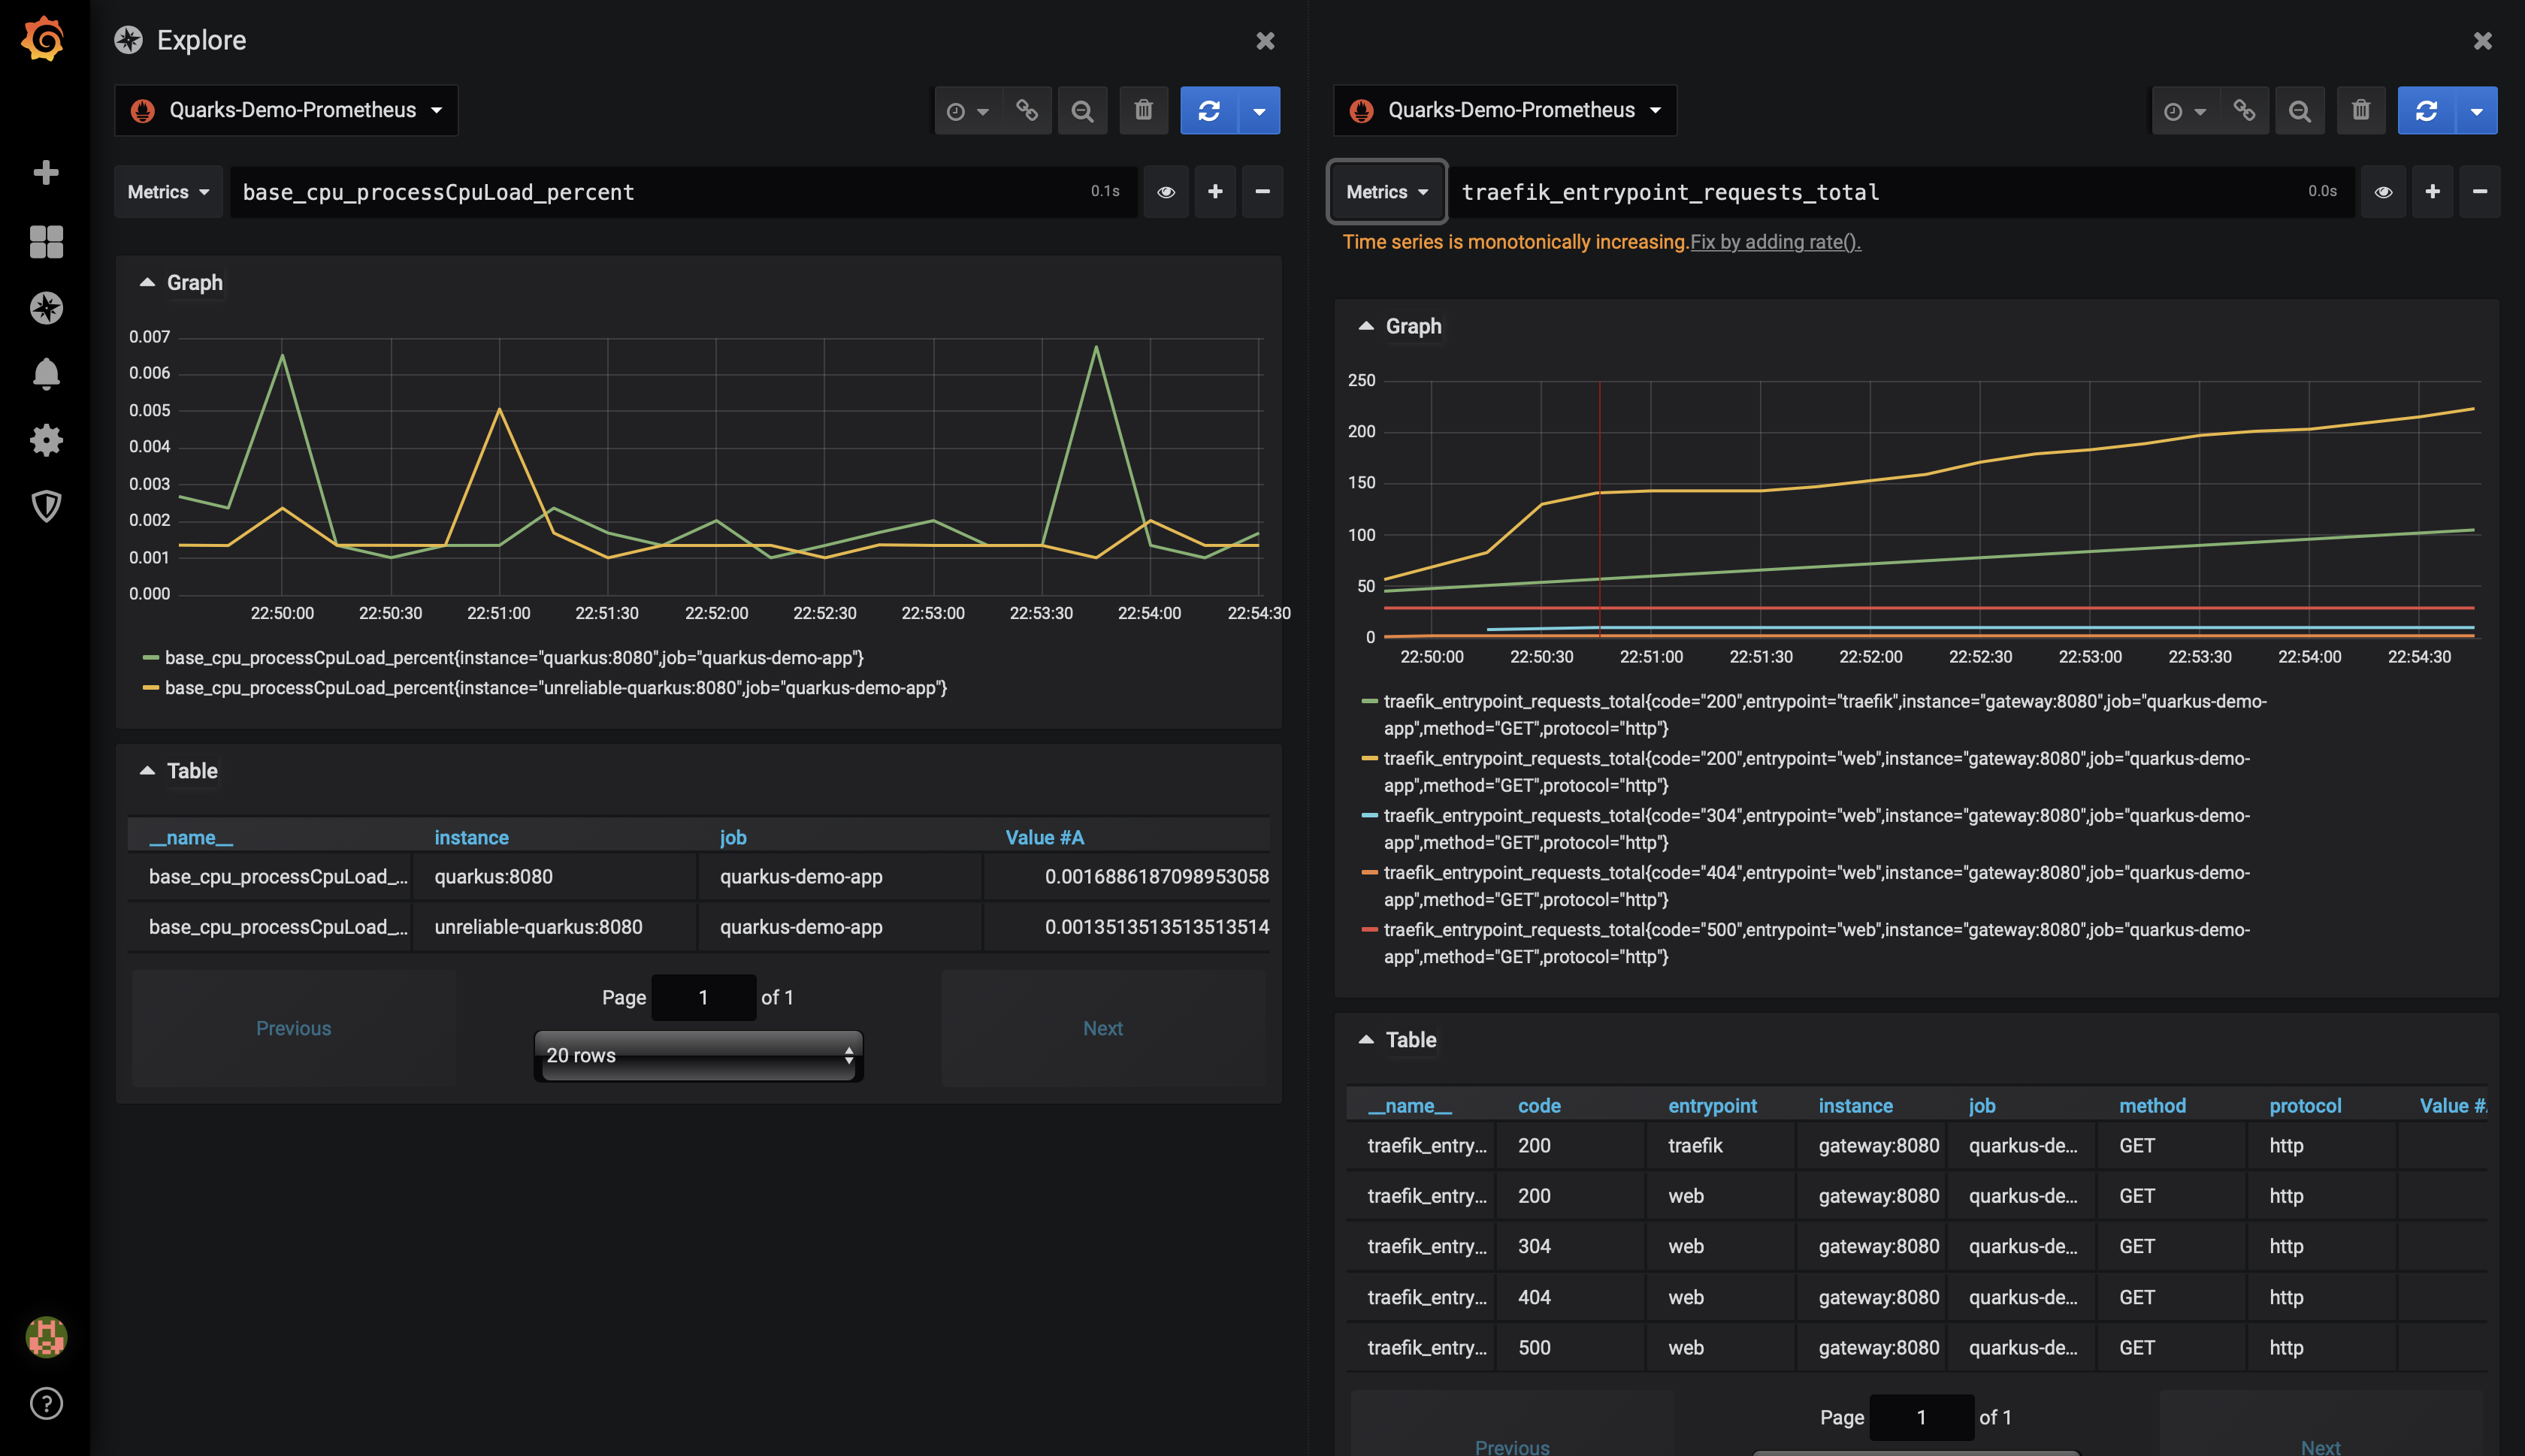 Explore
Quarks-Demo-Prometheus
Metrics
base_cpu_processCpuLoad_percent
0.1s
Graph
0.007
0.006
0.005
0.004
0.003
0.002
0.001
0.000
22:50:00 22:50:30 22:51:00 22:51:30 22:52:00 22:52:30 22:53:00 22:53:30 22:54:00 22:54:30
base_cpu_processCpuLoad_percent{instance="quarkus:8080",job="quarkus-demo-app"}
base_cpu_processCpuLoad_percent{instance="unreliable-quarkus:8080",job="quarkus-demo-app"}
Table
__name__ instance job Value #A
base_cpu_processCpuLoad_... quarkus:8080 quarkus-demo-app 0.0016886187098953058
base_cpu_processCpuLoad_... unreliable-quarkus:8080 quarkus-demo-app 0.0013513513513513514
Previous
Page 1 of 1
20 rows
Next
Quarks-Demo-Prometheus
Metrics
traefik_entrypoint_requests_total
0.0s
Time series is monotonically increasing.Fix by adding rate().
Graph
250
200
150
100
50
0
22:50:00 22:50:30 22:51:00 22:51:30 22:52:00 22:52:30 22:53:00 22:53:30 22:54:00 22:54:30
traefik_entrypoint_requests_total{code="200",entrypoint="traefik",instance="gateway:8080",job="quarkus-demo-
app",method="GET",protocol="http"}
traefik_entrypoint_requests_total{code="200",entrypoint="web",instance="gateway:8080",job="quarkus-demo-
app",method="GET",protocol="http"}
traefik_entrypoint_requests_total{code="304",entrypoint="web",instance="gateway:8080",job="quarkus-demo-
app",method="GET",protocol="http"}
traefik_entrypoint_requests_total{code="404",entrypoint="web",instance="gateway:8080",job="quarkus-demo-
app",method="GET",protocol="http"}
traefik_entrypoint_requests_total{code="500",entrypoint="web",instance="gateway:8080",job="quarkus-demo-
app",method="GET",protocol="http"}
Table
__name__ code entrypoint instance job method protocol Value #
traefik_entry... 200 traefik gateway:8080 quarkus-de... GET http
traefik_entry... 200 web gateway:8080 quarkus-de... GET http
traefik_entry... 304 web gateway:8080 quarkus-de... GET http
traefik_entry... 404 web gateway:8080 quarkus-de... GET http
traefik_entry... 500 web gateway:8080 quarkus-de... GET http
Page 1 of 1
Previous
Next